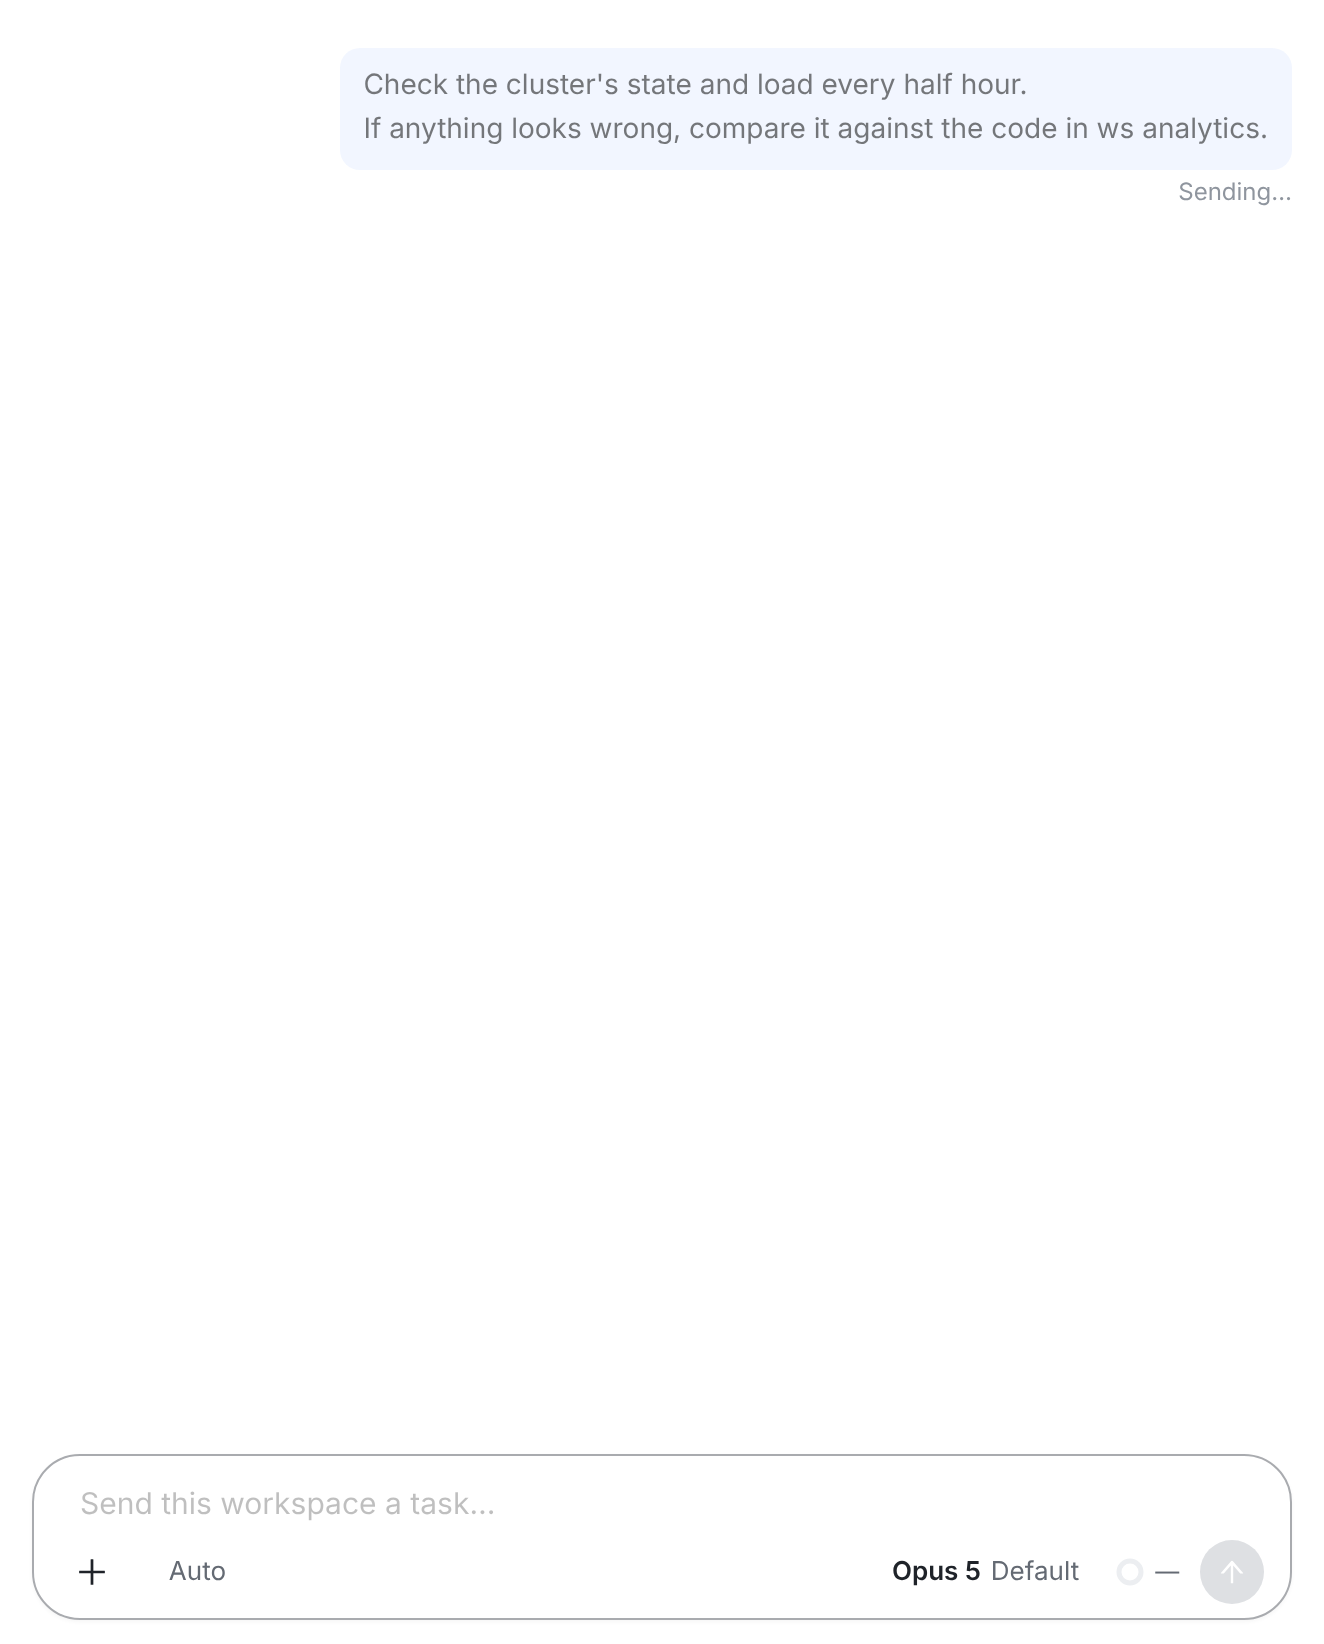 Check the cluster's state and load every half hour.
If anything looks wrong, compare it against the code in ws analytics.
Sending...
Send this workspace a task...
Auto
Opus 5 Default